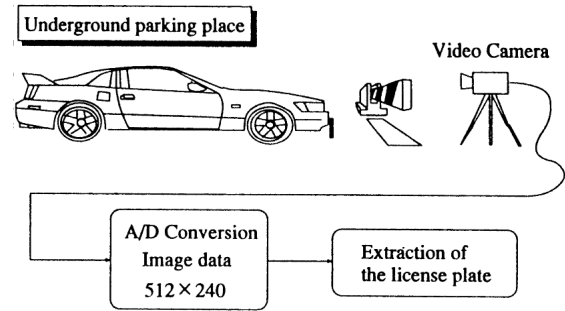 Underground parking place
Video Camera
A/D Conversion
Image data
512×240
Extraction of
the license plate